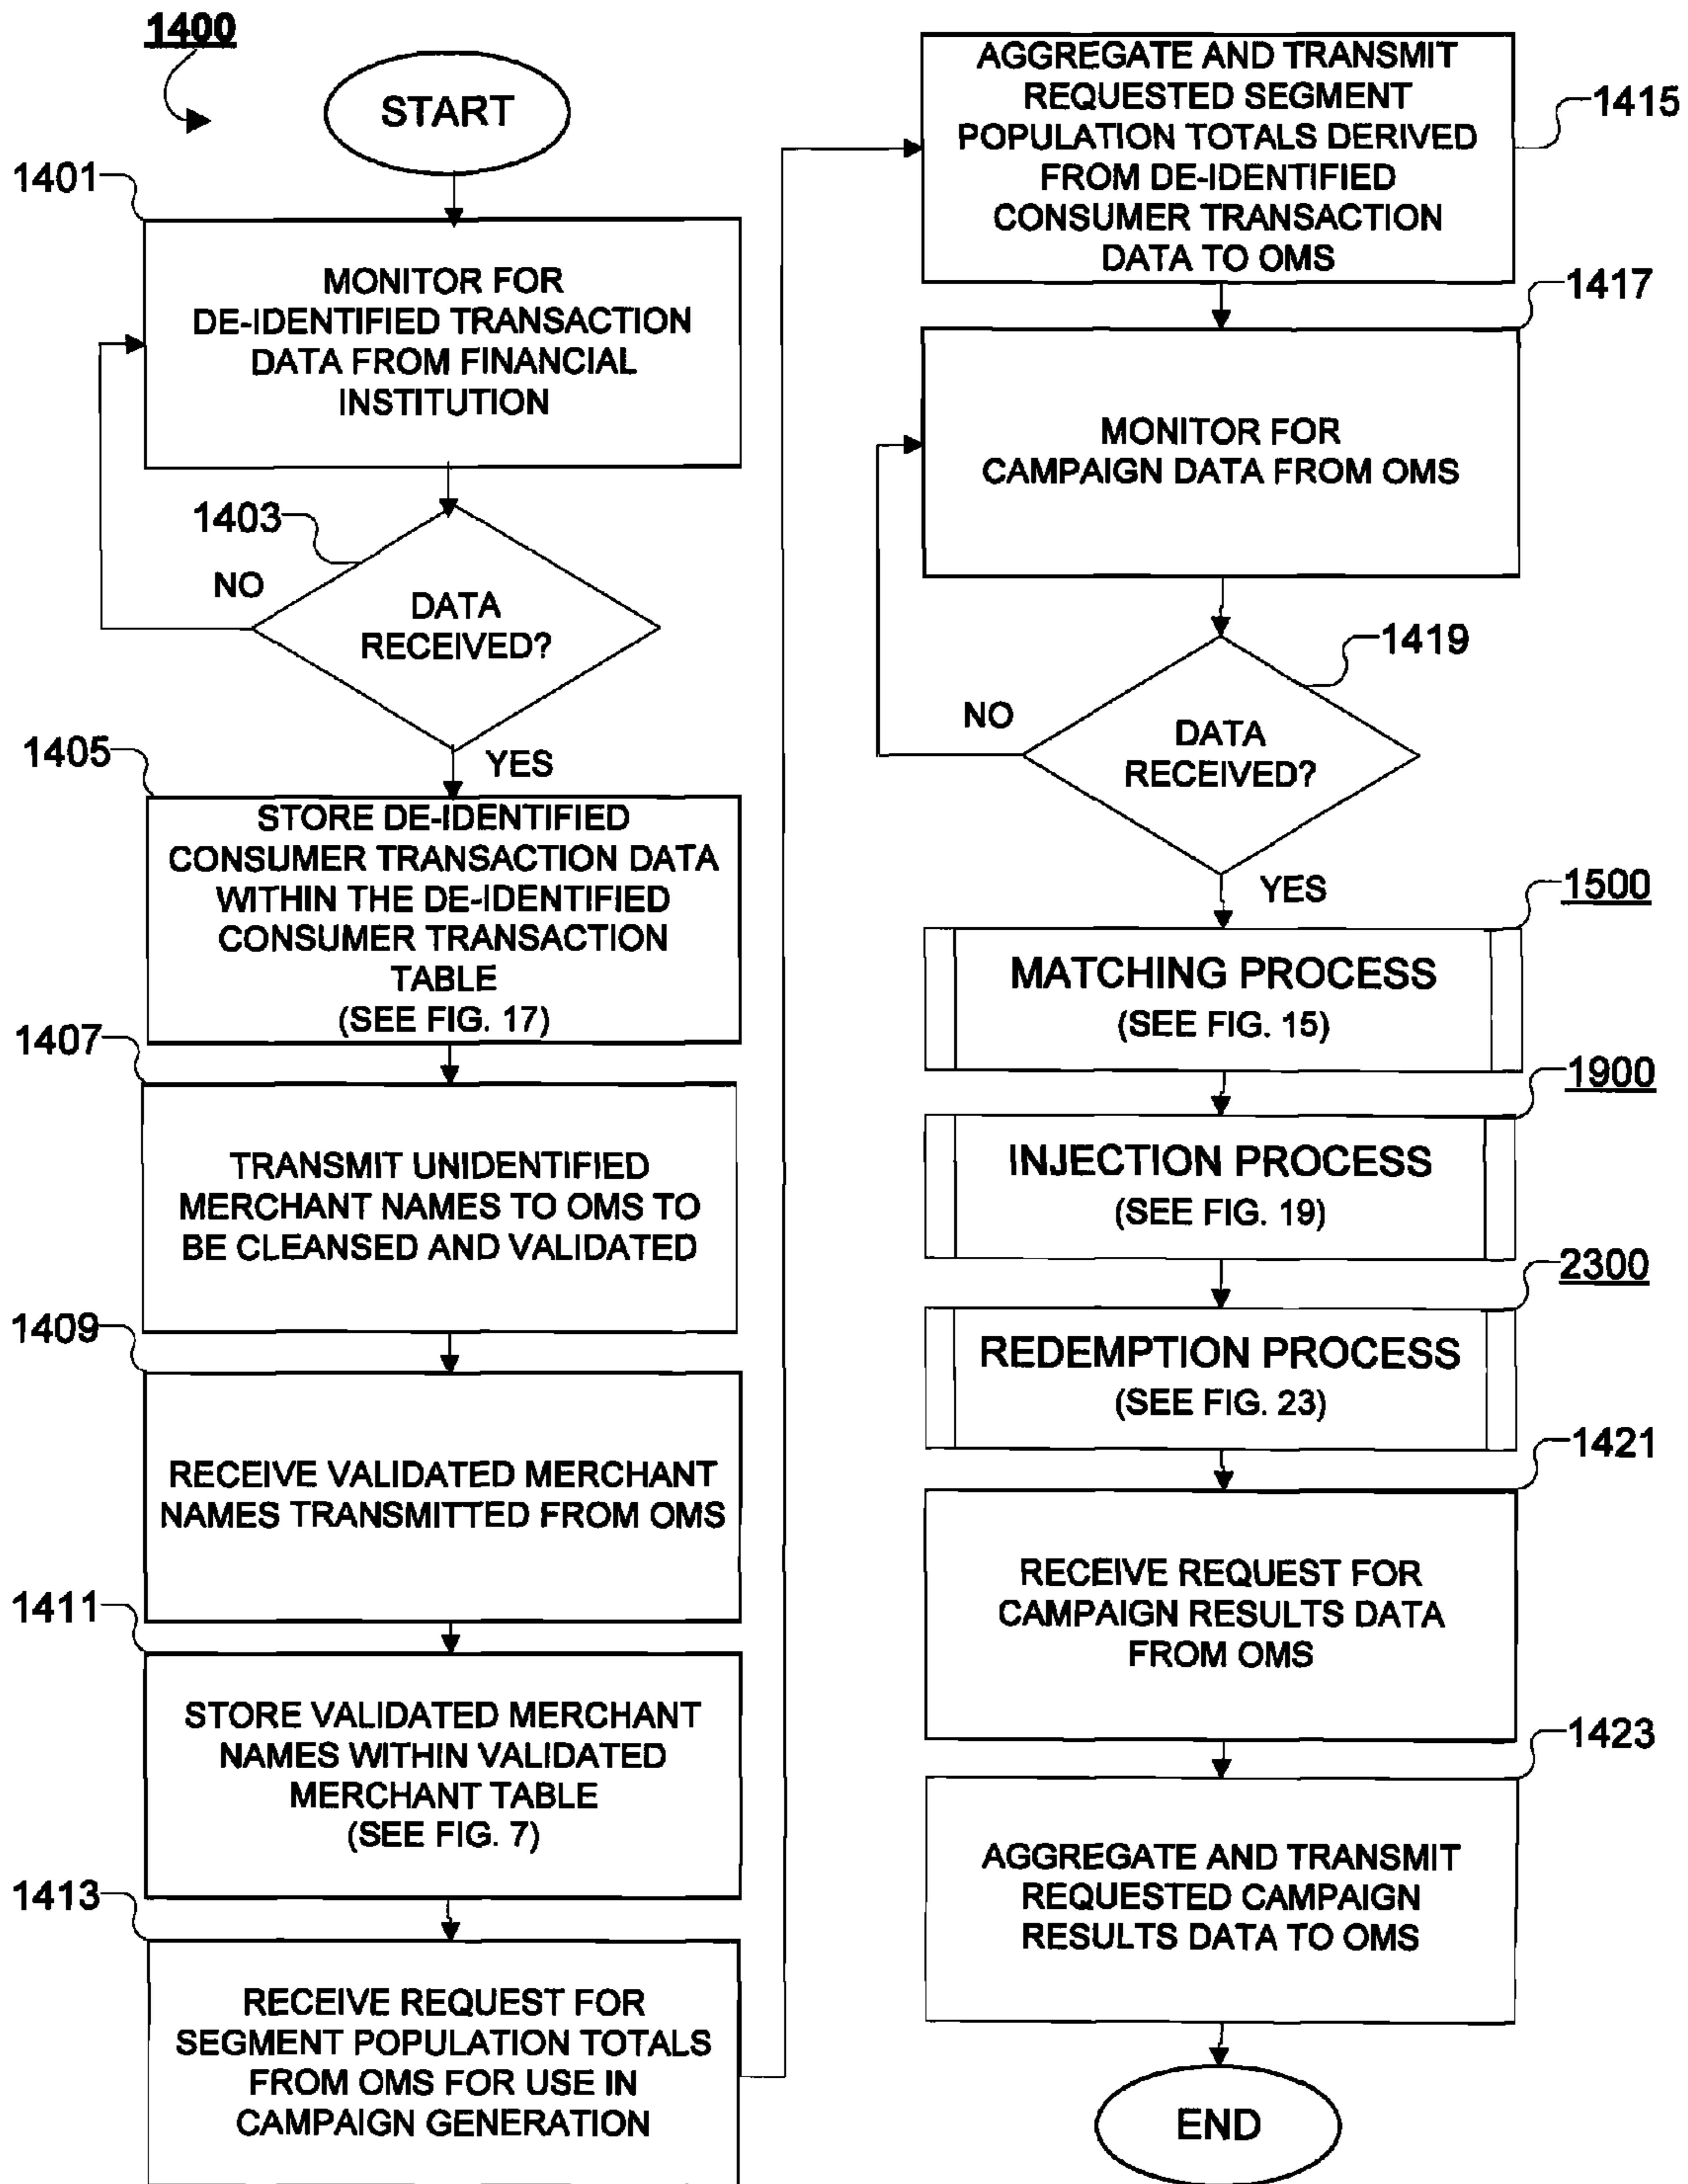 1400
START
1401
MONITOR FOR
DE-IDENTIFIED TRANSACTION
DATA FROM FINANCIAL
INSTITUTION
1403
NO
DATA
RECEIVED?
YES
1405
STORE DE-IDENTIFIED
CONSUMER TRANSACTION DATA
WITHIN THE DE-IDENTIFIED
CONSUMER TRANSACTION
TABLE
(SEE FIG. 17)
1407
TRANSMIT UNIDENTIFIED
MERCHANT NAMES TO OMS TO
BE CLEANSED AND VALIDATED
1409
RECEIVE VALIDATED MERCHANT
NAMES TRANSMITTED FROM OMS
1411
STORE VALIDATED MERCHANT
NAMES WITHIN VALIDATED
MERCHANT TABLE
(SEE FIG. 7)
1413
RECEIVE REQUEST FOR
SEGMENT POPULATION TOTALS
FROM OMS FOR USE IN
CAMPAIGN GENERATION
AGGREGATE AND TRANSMIT
REQUESTED SEGMENT
POPULATION TOTALS DERIVED
FROM DE-IDENTIFIED
CONSUMER TRANSACTION
DATA TO OMS
1415
1417
MONITOR FOR
CAMPAIGN DATA FROM OMS
1419
NO
DATA
RECEIVED?
YES
1500
MATCHING PROCESS
(SEE FIG. 15)
1900
INJECTION PROCESS
(SEE FIG. 19)
2300
REDEMPTION PROCESS
(SEE FIG. 23)
1421
RECEIVE REQUEST FOR
CAMPAIGN RESULTS DATA
FROM OMS
1423
AGGREGATE AND TRANSMIT
REQUESTED CAMPAIGN
RESULTS DATA TO OMS
END